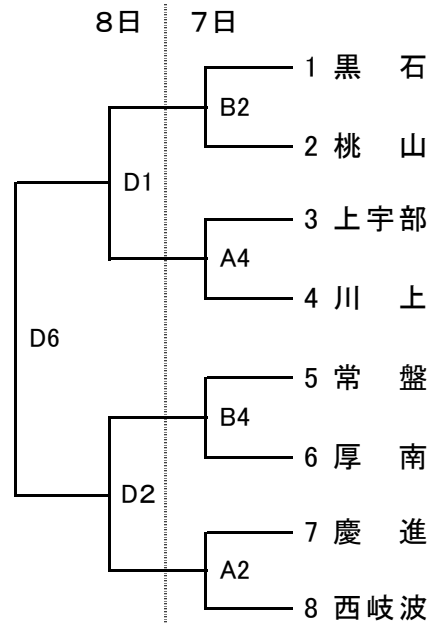 8日 7日
1 黒 石
B2
2 桃 山
D1
3 上宇部
A4
4 川 上
D6
5 常 盤
B4
6 厚 南
D2
7 慶 進
A2
8 西岐波